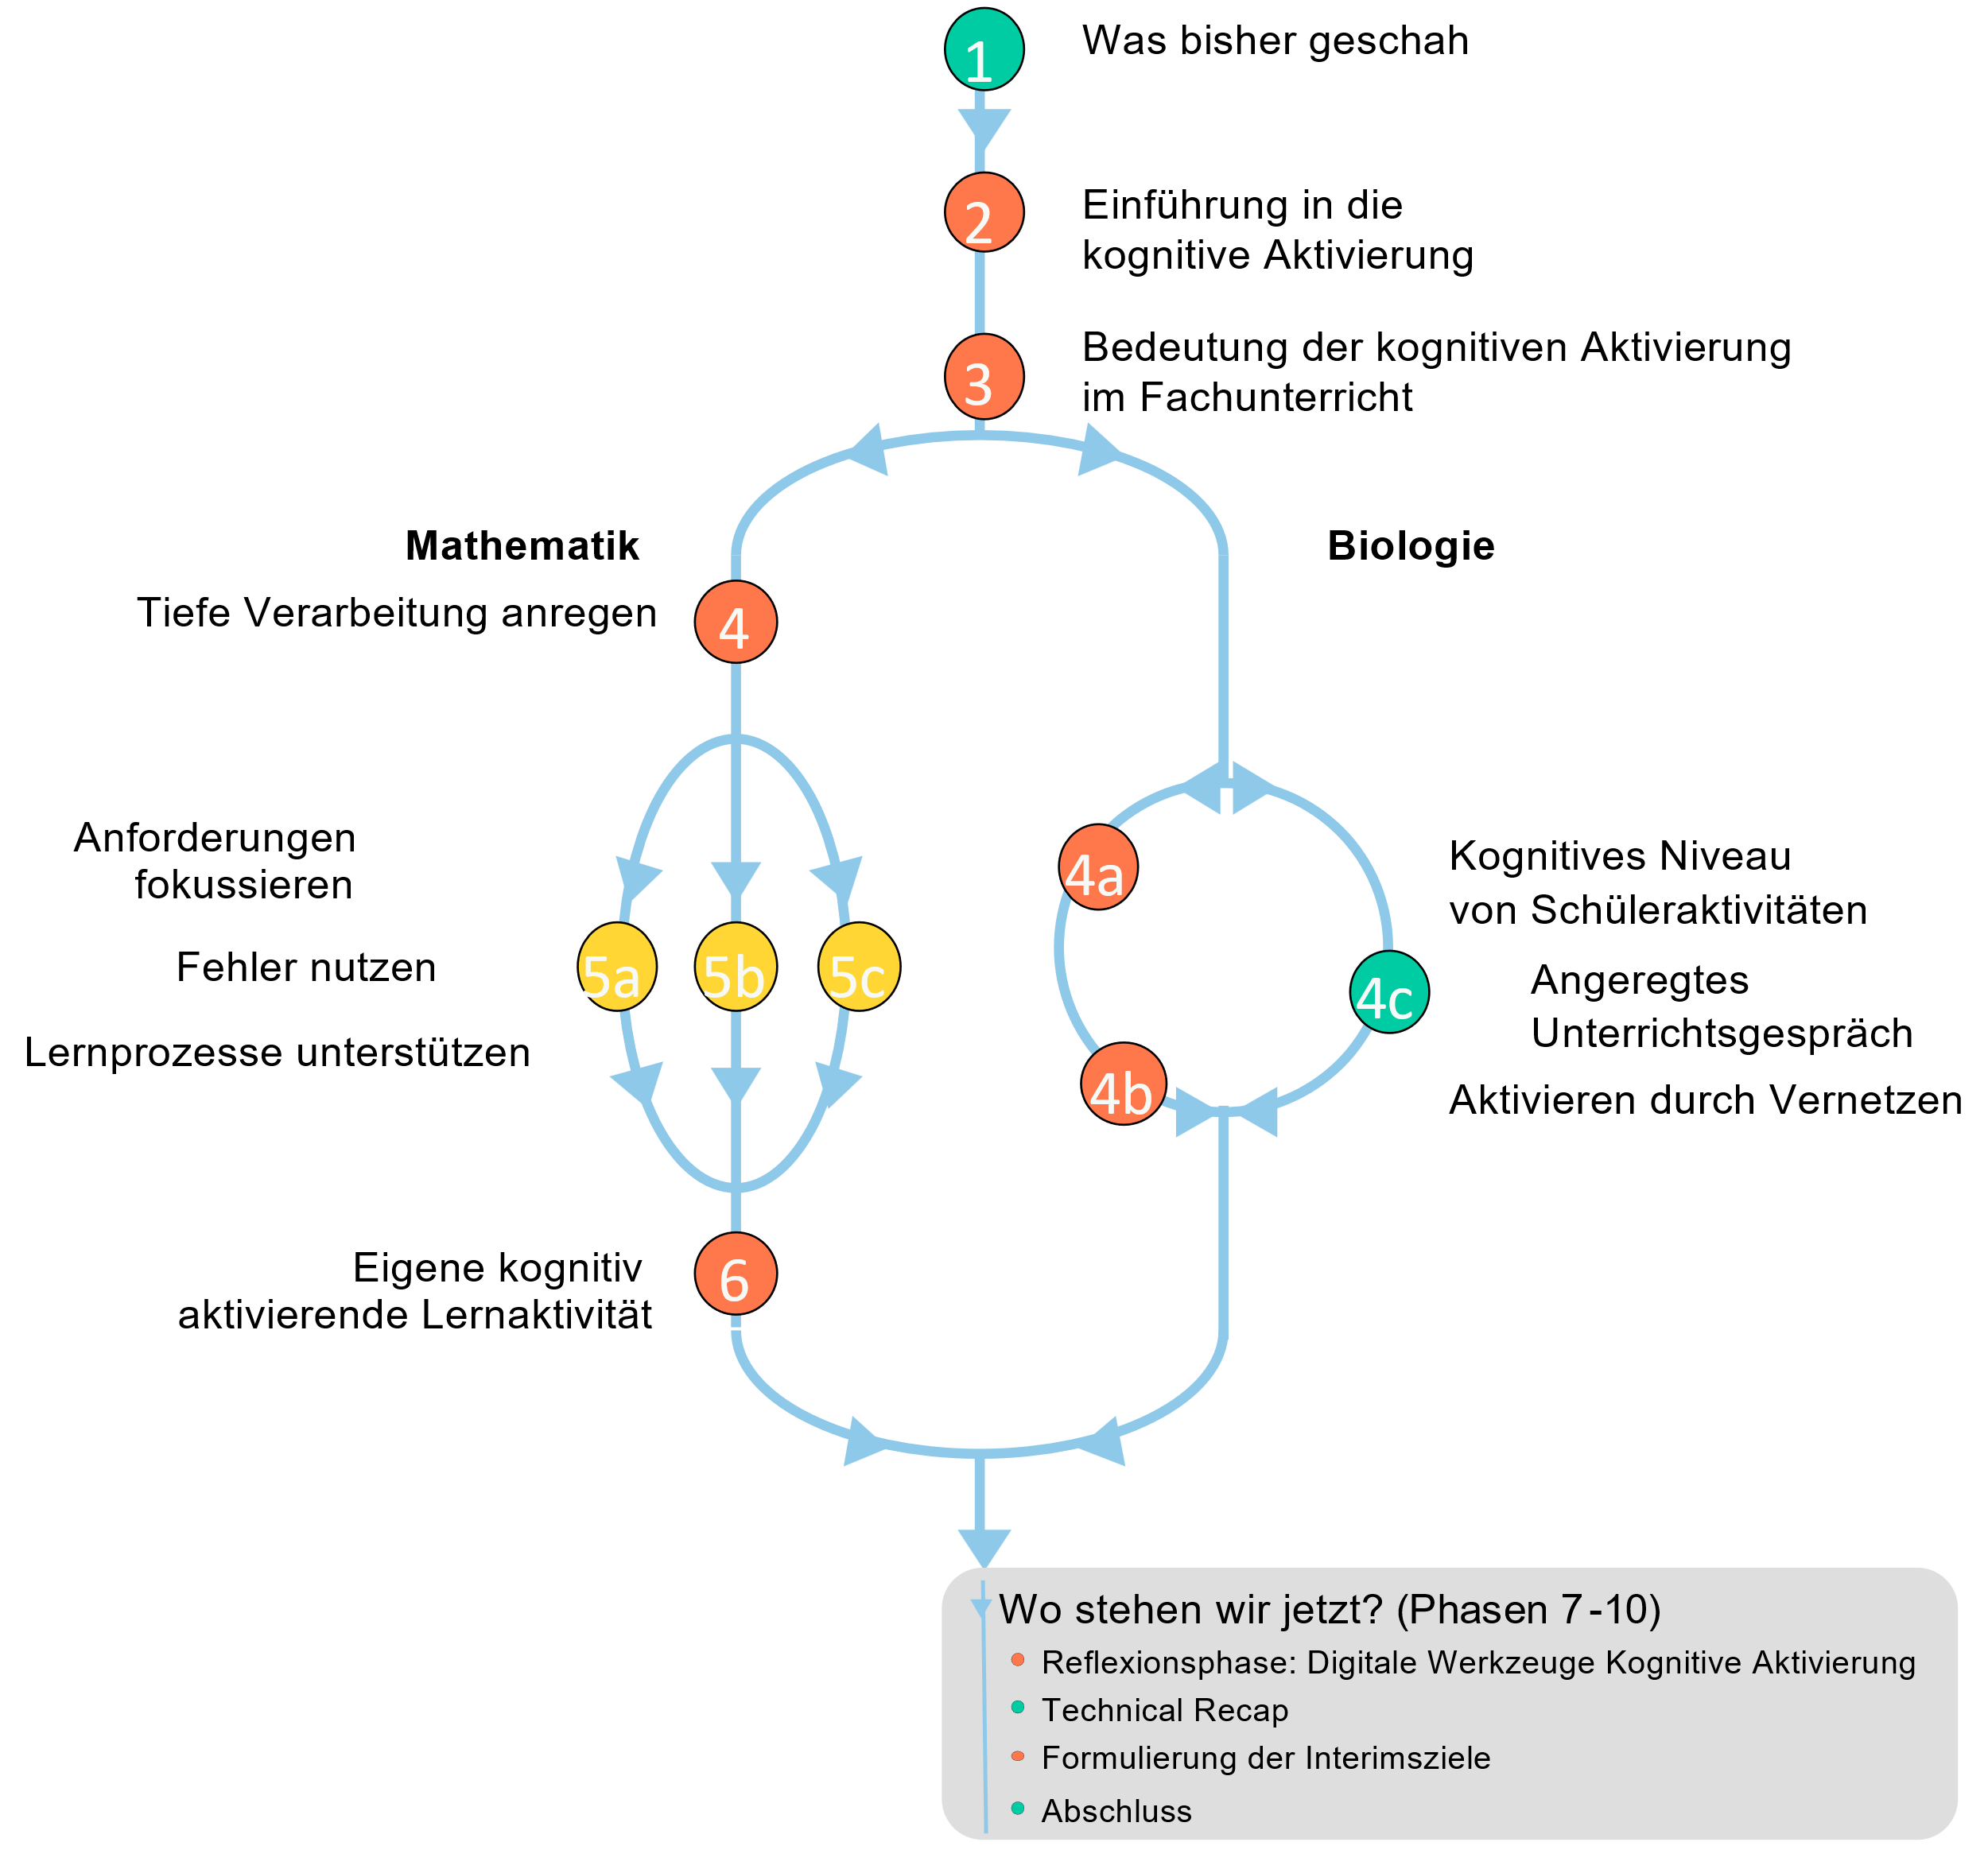 1
Was bisher geschah
2
Einführung in die
kognitive Aktivierung
3
Bedeutung der kognitiven Aktivierung
im Fachunterricht
Mathematik
Tiefe Verarbeitung anregen
4
Anforderungen
fokussieren
Fehler nutzen
Lernprozesse unterstützen
5a
5b
5c
Eigene kognitiv
aktivierende Lernaktivität
6
Biologie
4a
4b
4c
Kognitives Niveau
von Schüleraktivitäten
Angeregtes
Unterrichtsgespräch
Aktivieren durch Vernetzen
Wo stehen wir jetzt? (Phasen 7-10)
Reflexionsphase: Digitale Werkzeuge Kognitive Aktivierung
Technical Recap
Formulierung der Interimsziele
Abschluss